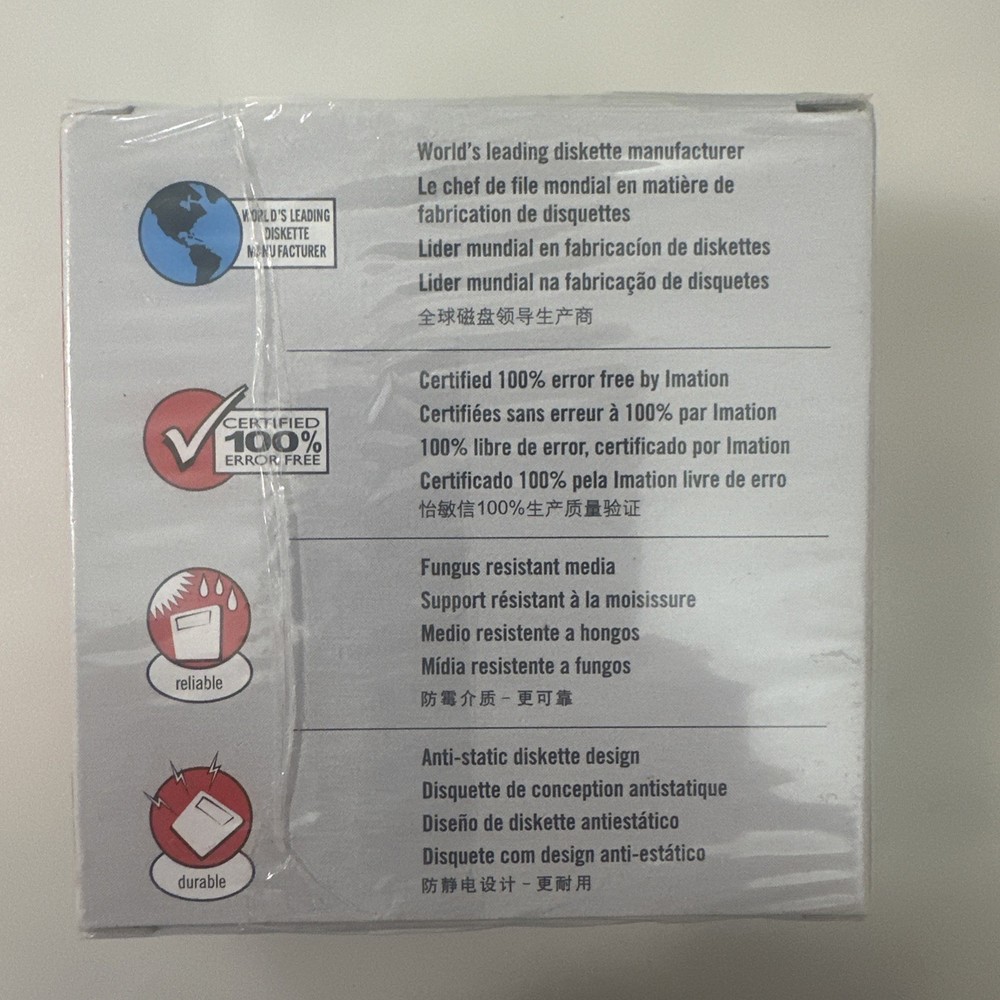 WORLD'S LEADING
DISKETTE
MANUFACTURER
World's leading diskette manufacturer
Le chef de file mondial en matière de
fabrication de disquettes
Lider mundial en fabricacíon de diskettes
Lider mundial na fabricação de disquetes
全球磁盘领导生产商
CERTIFIED
100%
ERROR FREE
Certified 100% error free by Imation
Certifiées sans erreur à 100% par Imation
100% libre de error, certificado por Imation
Certificado 100% pela Imation livre de erro
怡敏信100%生产质量验证
reliable
Fungus resistant media
Support résistant à la moisissure
Medio resistente a hongos
Mídia resistente a fungos
防霉介质－更可靠
durable
Anti-static diskette design
Disquette de conception antistatique
Diseño de diskette antiestático
Disquete com design anti-estático
防静电设计－更耐用